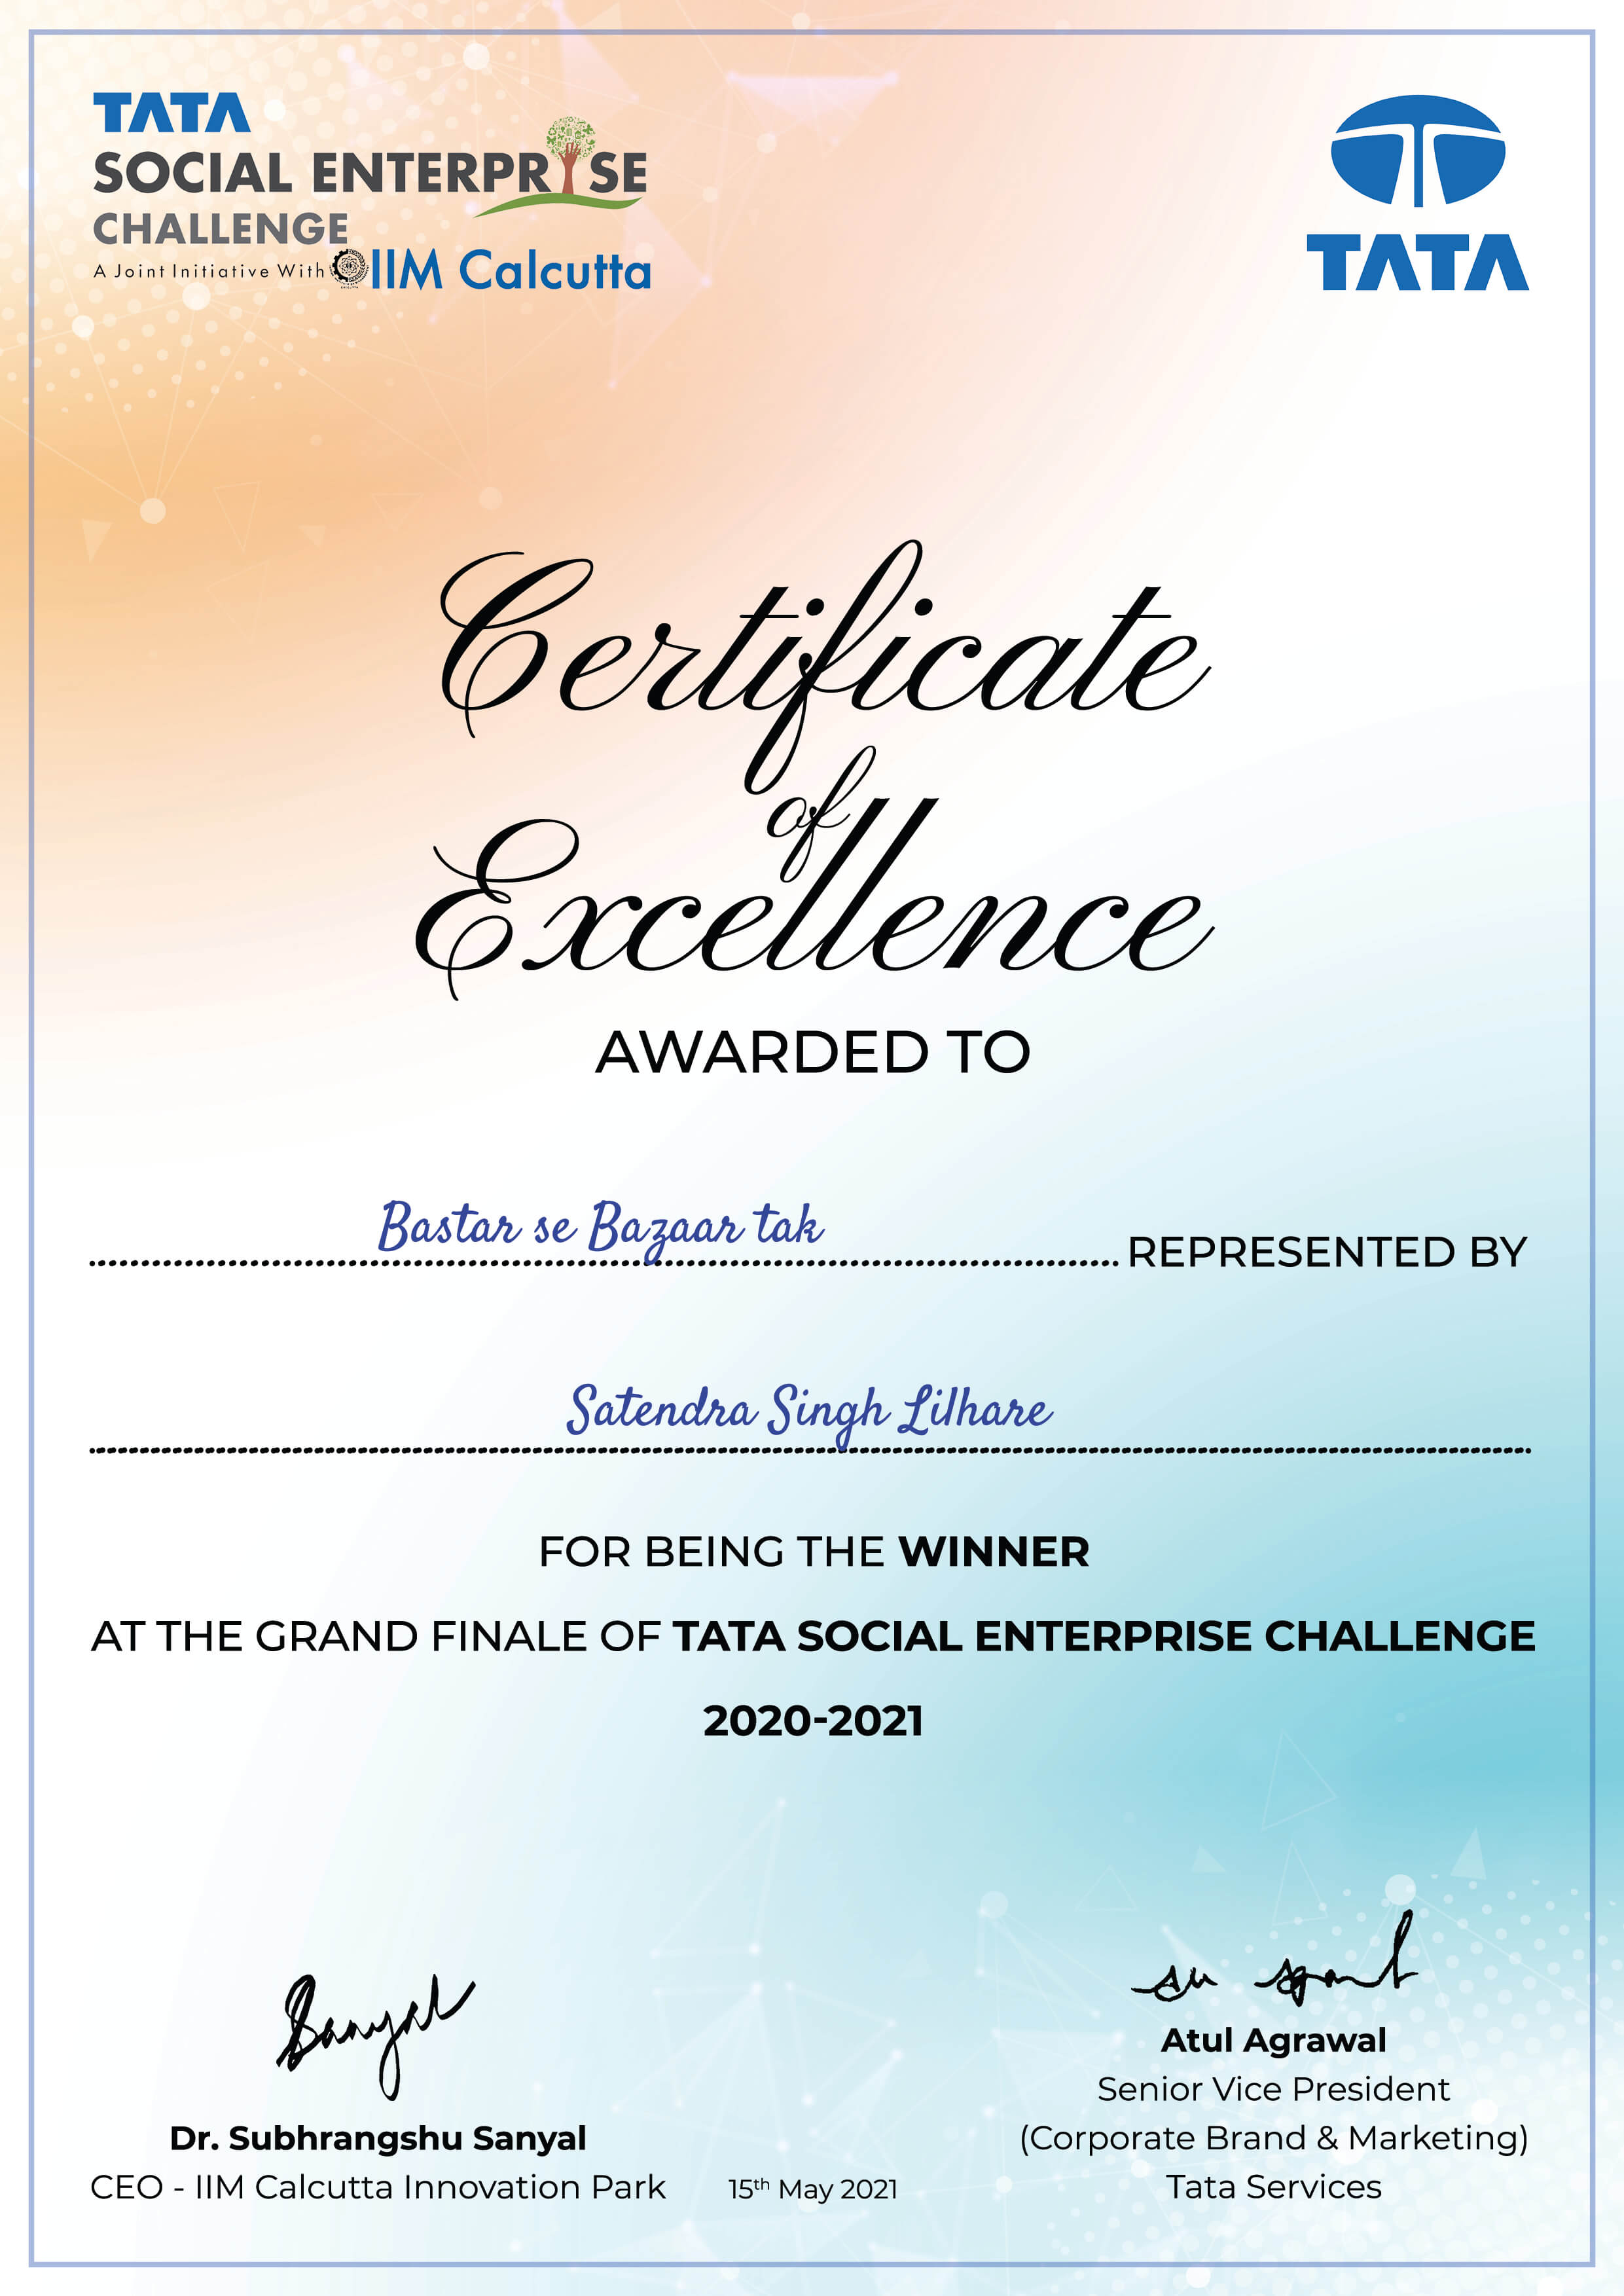 TATA
SOCIAL ENTERPRISE
CHALLENGE
A Joint Initiative With IIM Calcutta
TATA
Certificate
of
Excellence
AWARDED TO
Bastar se Bazaar tak REPRESENTED BY
Satendra Singh Lilhare
FOR BEING THE WINNER
AT THE GRAND FINALE OF TATA SOCIAL ENTERPRISE CHALLENGE
2020-2021
Sanyal
Dr. Subhrangshu Sanyal
CEO - IIM Calcutta Innovation Park
15th May 2021
Atul Agrawal
Senior Vice President
(Corporate Brand & Marketing)
Tata Services